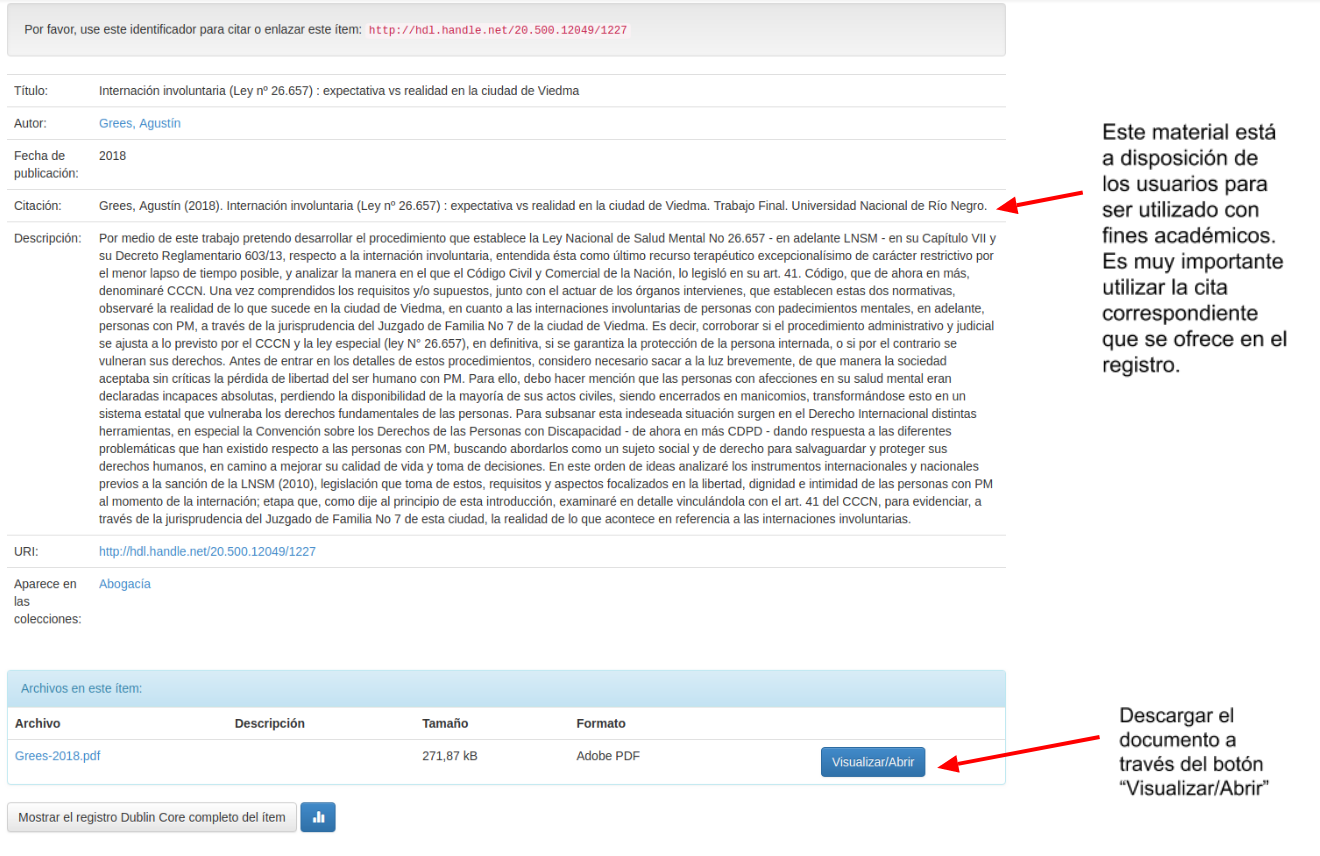 Por favor, use este identificador para citar o enlazar este ítem: http://hdl.handle.net/20.500.12049/1227
Título: Internación involuntaria (Ley nº 26.657) : expectativa vs realidad en la ciudad de Viedma
Autor: Grees, Agustín
Fecha de publicación: 2018
Citación: Grees, Agustín (2018). Internación involuntaria (Ley nº 26.657) : expectativa vs realidad en la ciudad de Viedma. Trabajo Final. Universidad Nacional de Río Negro.
Descripción: Por medio de este trabajo pretendo desarrollar el procedimiento que establece la Ley Nacional de Salud Mental No 26.657 - en adelante LNSM - en su Capítulo VII y
su Decreto Reglamentario 603/13, respecto a la internación involuntaria, entendida ésta como último recurso terapéutico excepcionalísimo de carácter restrictivo por
el menor lapso de tiempo posible, y analizar la manera en el que el Código Civil y Comercial de la Nación, lo legisló en su art. 41. Código, que de ahora en más,
denominaré CCCN. Una vez comprendidos los requisitos y/o supuestos, junto con el actuar de los órganos intervienes, que establecen estas dos normativas,
observaré la realidad de lo que sucede en la ciudad de Viedma, en cuanto a las internaciones involuntarias de personas con padecimientos mentales, en adelante,
personas con PM, a través de la jurisprudencia del Juzgado de Familia No 7 de la ciudad de Viedma. Es decir, corroborar si el procedimiento administrativo y judicial
se ajusta a lo previsto por el CCCN y la ley especial (ley N° 26.657), en definitiva, si se garantiza la protección de la persona internada, o si por el contrario se
vulneran sus derechos. Antes de entrar en los detalles de estos procedimientos, considero necesario sacar a la luz brevemente, de que manera la sociedad
aceptaba sin críticas la pérdida de libertad del ser humano con PM. Para ello, debo hacer mención que las personas con afecciones en su salud mental eran
declaradas incapaces absolutas, perdiendo la disponibilidad de la mayoría de sus actos civiles, siendo encerrados en manicomios, transformándose esto en un
sistema estatal que vulneraba los derechos fundamentales de las personas. Para subsanar esta indeseada situación surgen en el Derecho Internacional distintas
herramientas, en especial la Convención sobre los Derechos de las Personas con Discapacidad - de ahora en más CDPD - dando respuesta a las diferentes
problemáticas que han existido respecto a las personas con PM, buscando abordarlos como un sujeto social y de derecho para salvaguardar y proteger sus
derechos humanos, en camino a mejorar su calidad de vida y toma de decisiones. En este orden de ideas analizaré los instrumentos internacionales y nacionales
previos a la sanción de la LNSM (2010), legislación que toma de estos, requisitos y aspectos focalizados en la libertad, dignidad e intimidad de las personas con PM
al momento de la internación; etapa que, como dije al principio de esta introducción, examinaré en detalle vinculándola con el art. 41 del CCCN, para evidenciar, a
través de la jurisprudencia del Juzgado de Familia No 7 de esta ciudad, la realidad de lo que acontece en referencia a las internaciones involuntarias.
URI: http://hdl.handle.net/20.500.12049/1227
Aparece en las colecciones: Abogacía
Archivos en este ítem:
Archivo Descripción Tamaño Formato
Grees-2018.pdf 271,87 kB Adobe PDF Visualizar/Abrir
Mostrar el registro Dublin Core completo del ítem
Este material está
a disposición de
los usuarios para
ser utilizado con
fines académicos.
Es muy importante
utilizar la cita
correspondiente
que se ofrece en el
registro.
Descargar el
documento a
través del botón
“Visualizar/Abrir”